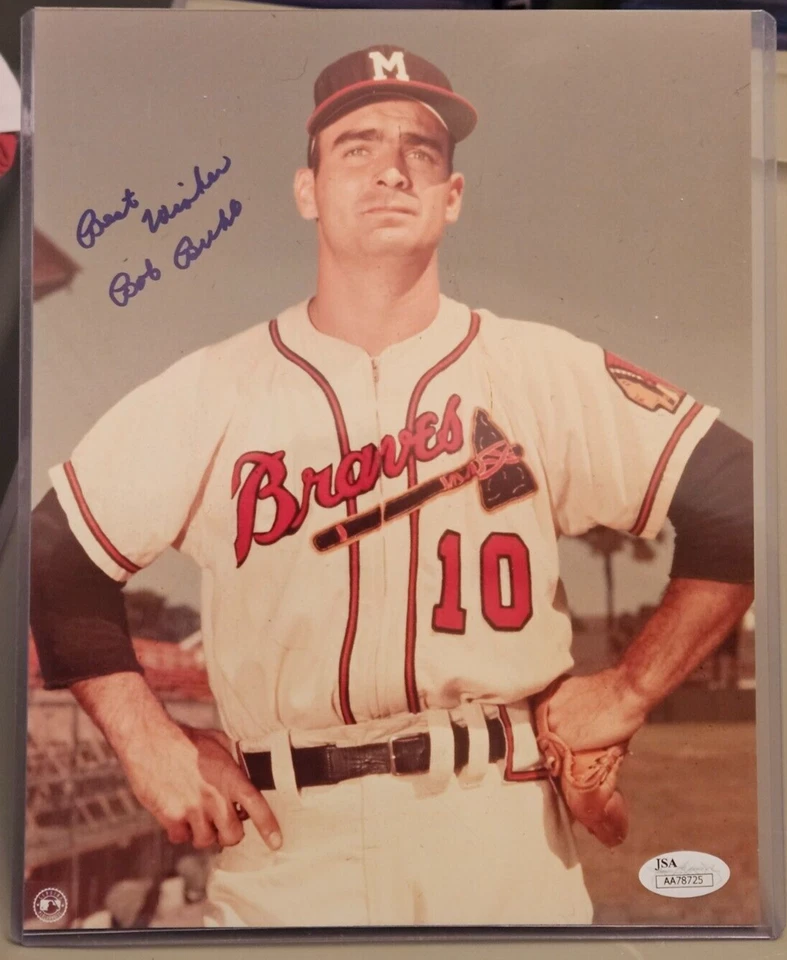 M
Best Wishes
Bob Buhl
Braves
10
JSA
AA78725